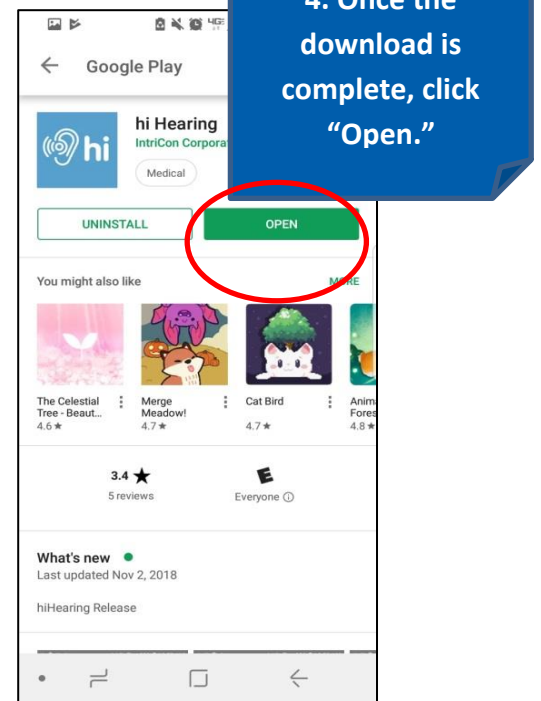 4. Once the
download is
complete, click
“Open.”
4G
Google Play
hi
hi Hearing
IntriCon
Medical
UNINSTALL
OPEN
You might also like
MORE
The Celestial
Tree - Beaut...
4.6 ★
Merge
Meadow!
4.7 ★
Cat Bird
4.7 ★
Fores
4.8 ★
3.4 ★
5 reviews
E
Everyone
What's new
Last updated Nov 2, 2018
hiHearing Release